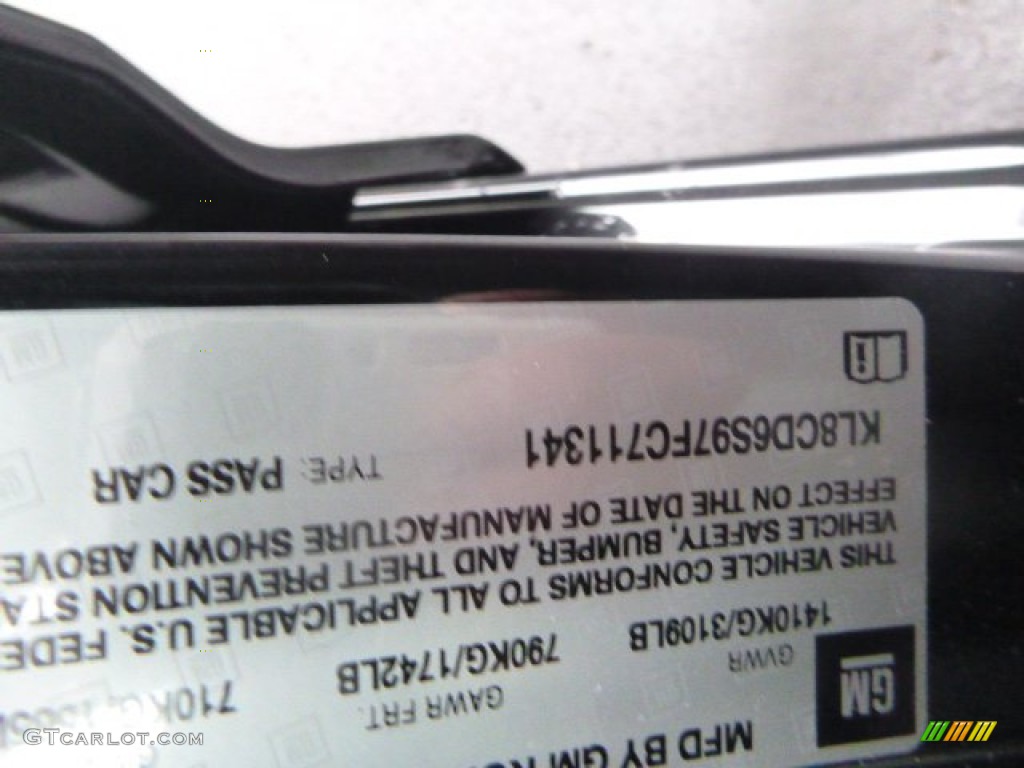 MFD BY GM
GM
GVWR GAWR FRT.
1410KG/3109LB 790KG/1742LB
THIS VEHICLE CONFORMS TO ALL APPLICABLE U.S. FEDE
VEHICLE SAFETY, BUMPER, AND THEFT PREVENTION STA
EFFECT ON THE DATE OF MANUFACTURE SHOWN ABOVE
KL8CD6S97FC711341 TYPE: PASS CAR
GTCARLOT.COM